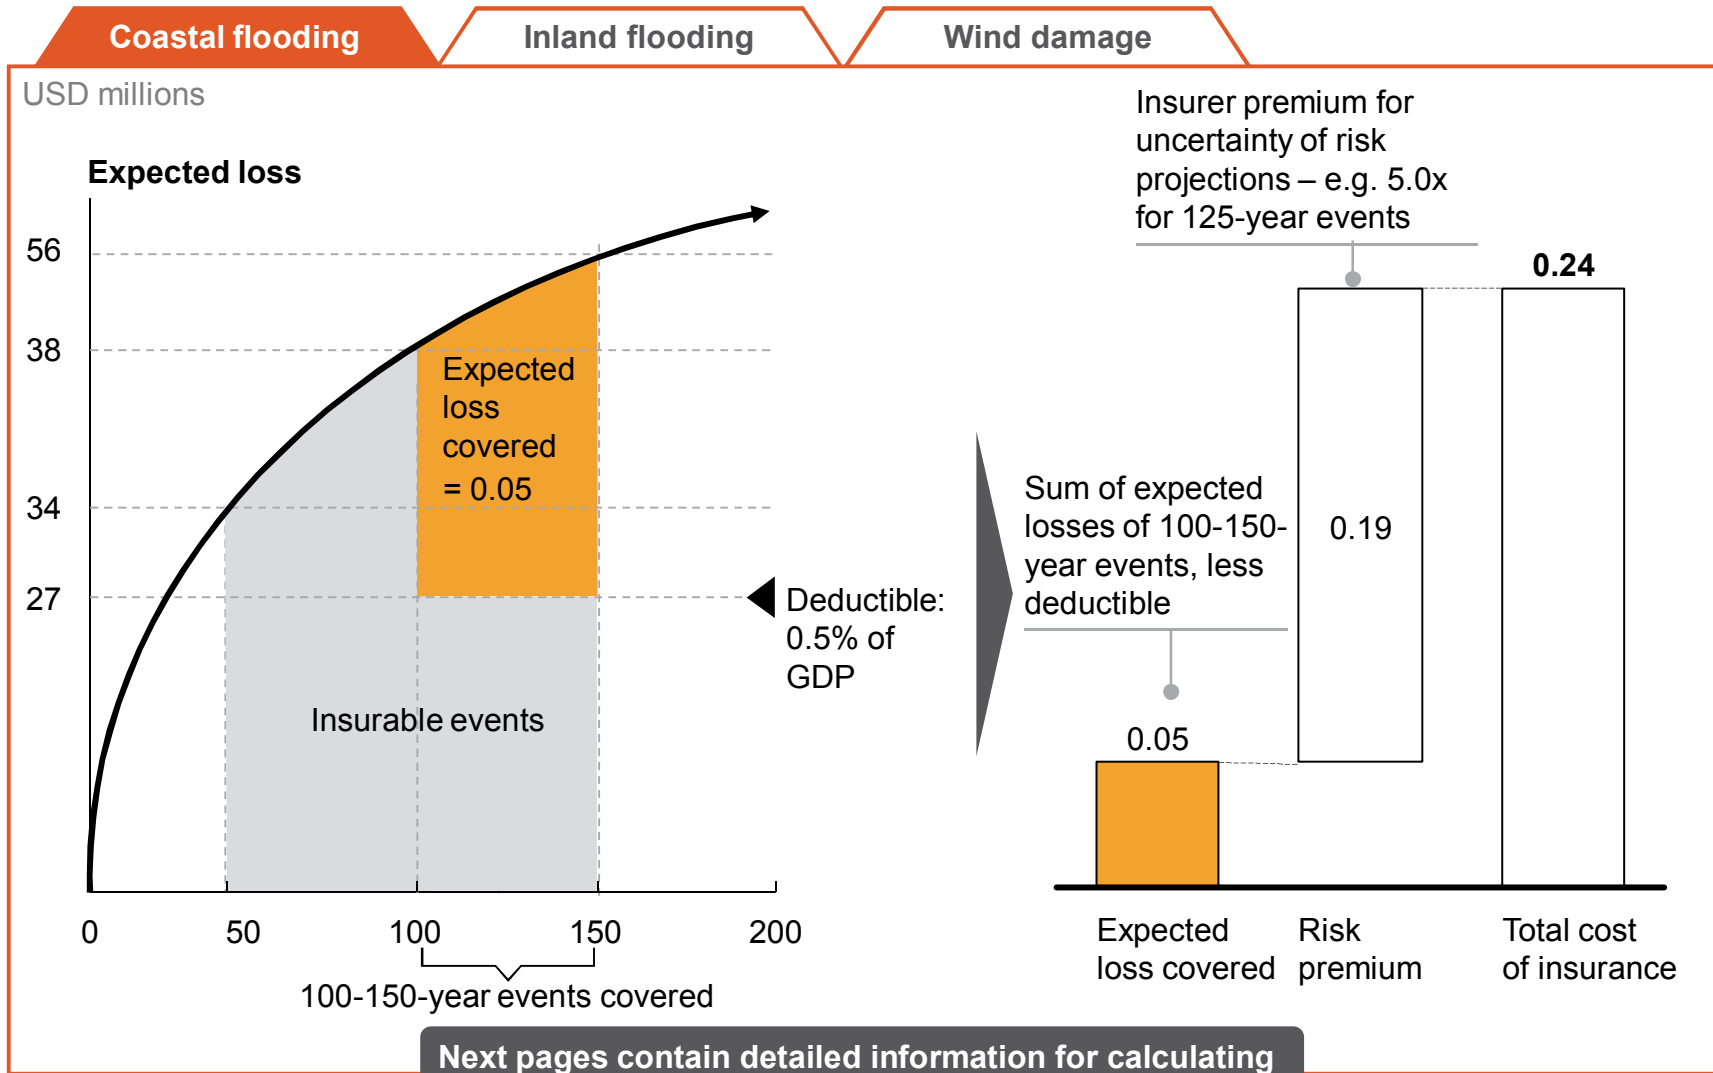 Coastal flooding
Inland flooding
Wind damage
USD millions
Expected loss
56
38
34
27
Expected
loss
covered
= 0.05
Insurable events
Deductible:
0.5% of
GDP
0
50
100
150
200
100-150-year events covered
Insurer premium for
uncertainty of risk
projections – e.g. 5.0x
for 125-year events
Sum of expected
losses of 100-150-
year events, less
deductible
0.05
0.19
0.24
Expected
loss covered
Risk
premium
Total cost
of insurance
Next pages contain detailed information for calculating